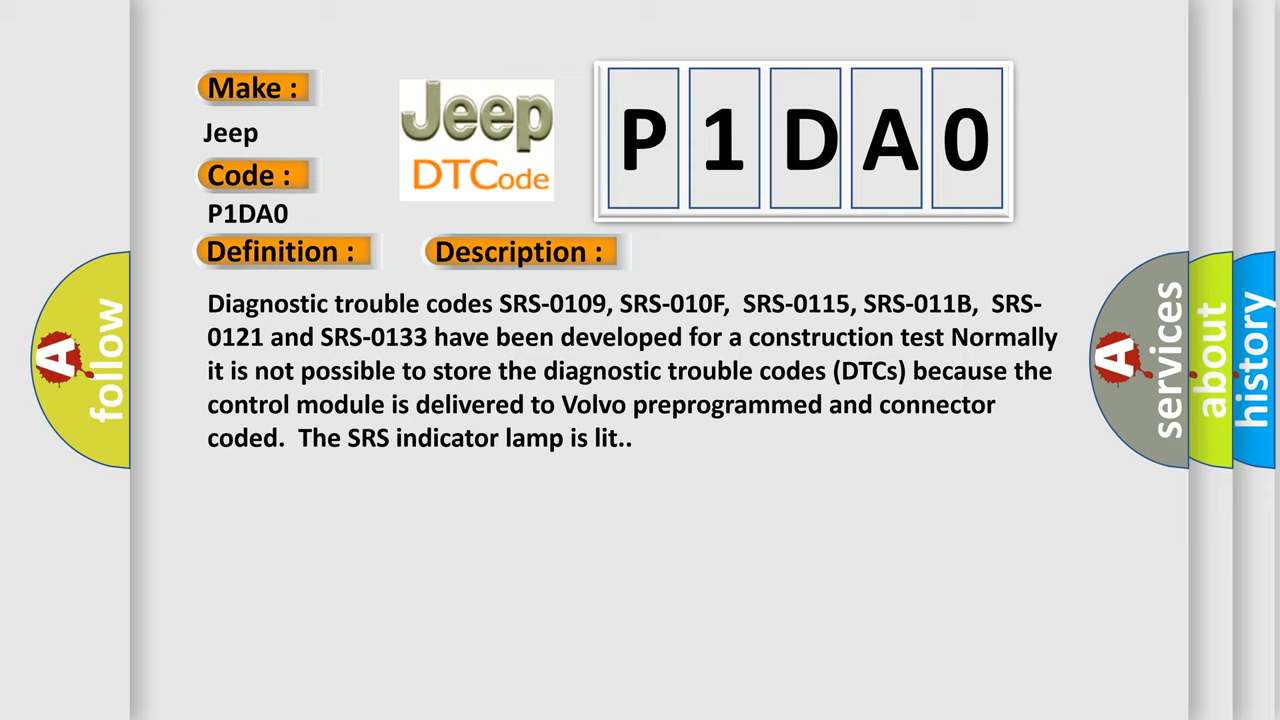 Make :
Jeep
Code :
P1DA0
Definition :
Description :
Jeep
DTCode
P 1 D A 0
Diagnostic trouble codes SRS-0109, SRS-010F,  SRS-0115, SRS-011B,  SRS-
0121 and SRS-0133 have been developed for a construction test Normally
it is not possible to store the diagnostic trouble codes (DTCs) because the
control module is delivered to Volvo preprogrammed and connector
coded  The SRS indicator lamp is lit..
A follow
A services
about
history